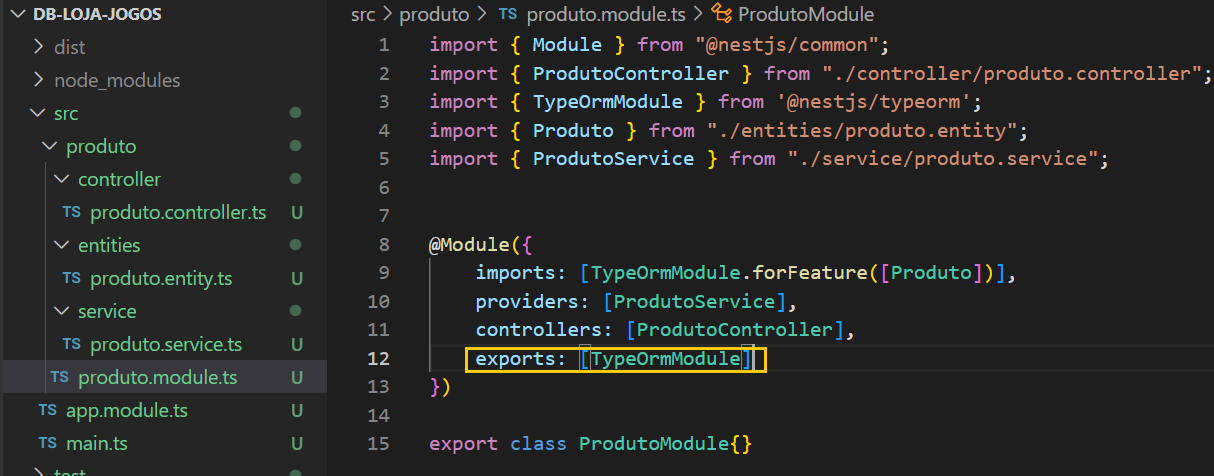 DB-LOJA-JOGOS
dist
node_modules
src
produto
controller
TS produto.controller.ts U
entities
TS produto.entity.ts U
service
TS produto.service.ts U
TS produto.module.ts U
TS app.module.ts U
TS main.ts U
test
src > produto > TS produto.module.ts > ProdutoModule
1 import { Module } from "@nestjs/common";
2 import { ProdutoController } from "./controller/produto.controller";
3 import { TypeOrmModule } from '@nestjs/typeorm';
4 import { Produto } from "./entities/produto.entity";
5 import { ProdutoService } from "./service/produto.service";
6
7
8 @Module({
9 imports: [TypeOrmModule.forFeature([Produto])],
10 providers: [ProdutoService],
11 controllers: [ProdutoController],
12 exports: [TypeOrmModule]
13 })
14
15 export class ProdutoModule{}